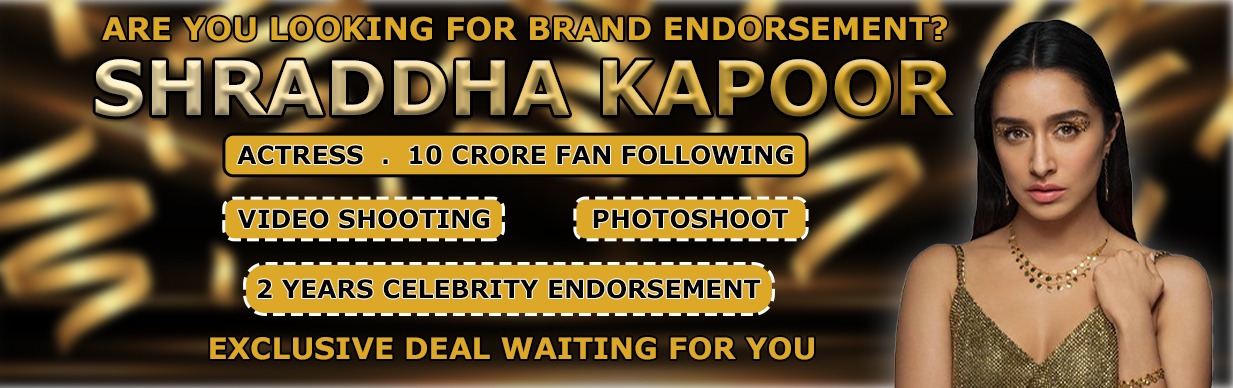 ARE YOU LOOKING FOR BRAND ENDORSEMENT?
SHRADDHA KAPOOR
ACTRESS . 10 CRORE FAN FOLLOWING
VIDEO SHOOTING PHOTOSHOOT
2 YEARS CELEBRITY ENDORSEMENT
EXCLUSIVE DEAL WAITING FOR YOU